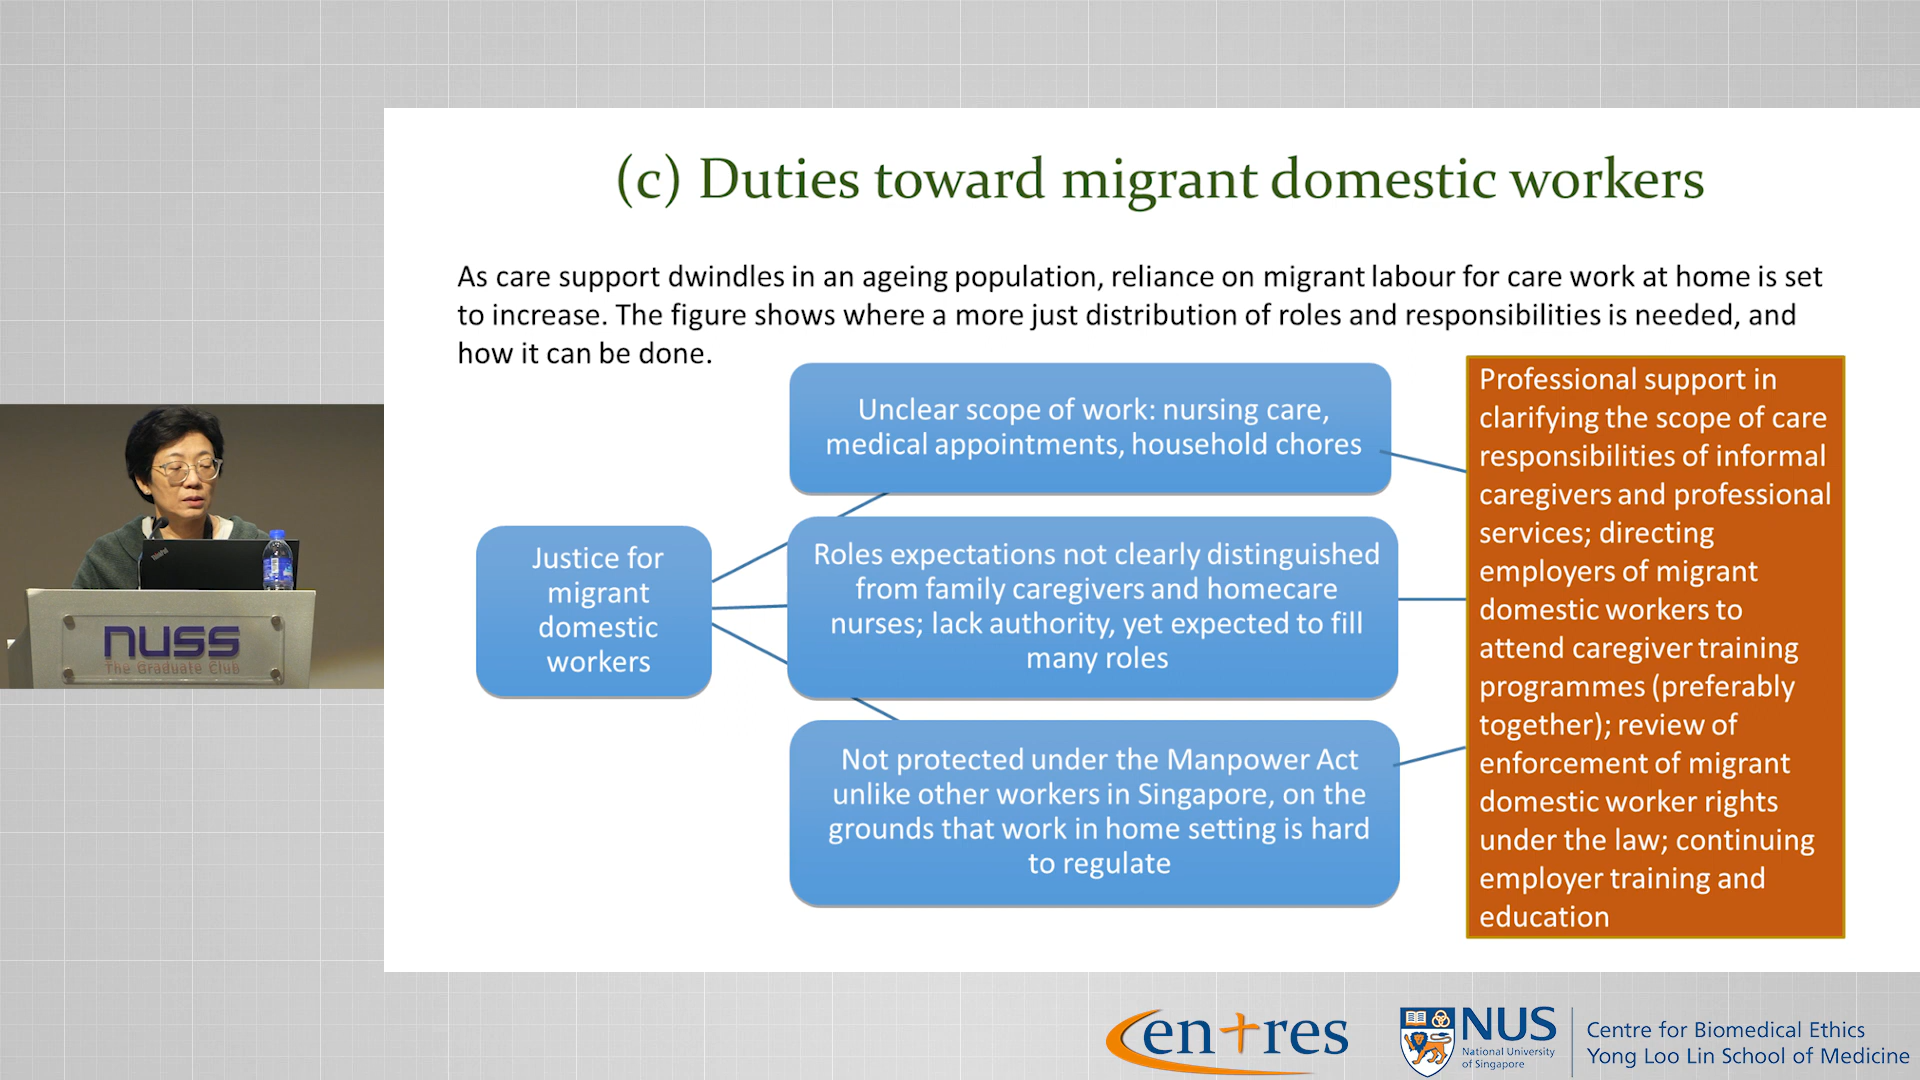 (c) Duties toward migrant domestic workers
As care support dwindles in an ageing population, reliance on migrant labour for care work at home is set
to increase. The figure shows where a more just distribution of roles and responsibilities is needed, and
how it can be done.
Justice for
migrant
domestic
workers
Unclear scope of work: nursing care,
medical appointments, household chores
Roles expectations not clearly distinguished
from family caregivers and homecare
nurses; lack authority, yet expected to fill
many roles
Not protected under the Manpower Act
unlike other workers in Singapore, on the
grounds that work in home setting is hard
to regulate
Professional support in
clarifying the scope of care
responsibilities of informal
caregivers and professional
services; directing
employers of migrant
domestic workers to
attend caregiver training
programmes (preferably
together); review of
enforcement of migrant
domestic worker rights
under the law; continuing
employer training and
education
ThinkPad
NUSS
The Graduate Club
Centres
NUS
National University
of Singapore
Centre for Biomedical Ethics
Yong Loo Lin School of Medicine